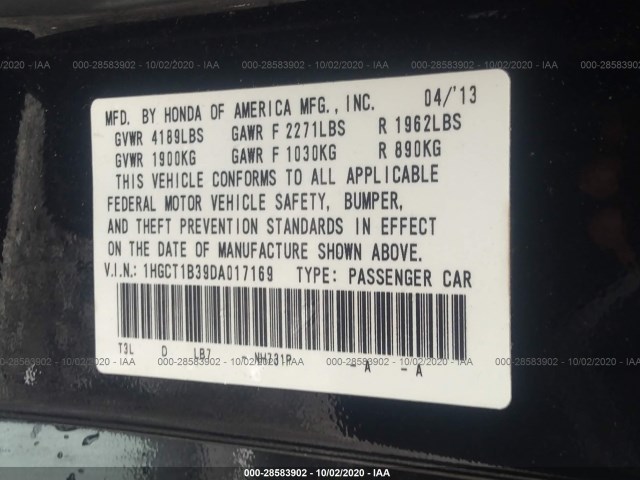 000-28583902 - 10/02/2020 - IAA
MFD. BY HONDA OF AMERICA MFG., INC. 04/'13
GVWR 4189LBS GAWR F 2271LBS R 1962LBS
GVWR 1900KG GAWR F 1030KG R 890KG
THIS VEHICLE CONFORMS TO ALL APPLICABLE
FEDERAL MOTOR VEHICLE SAFETY, BUMPER,
AND THEFT PREVENTION STANDARDS IN EFFECT
ON THE DATE OF MANUFACTURE SHOWN ABOVE.
V.I.N.: 1HGCT1B39DA017169 TYPE: PASSENGER CAR
T3L D LB7 NH731P - A - A
000-28583902 - 10/02/2020 - IAA